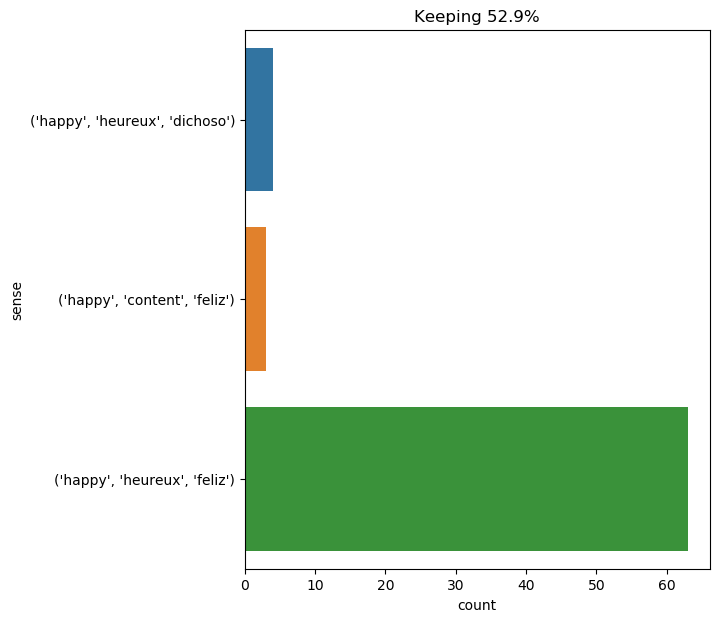 Keeping 52.9%
('happy', 'heureux', 'dichoso')
('happy', 'content', 'feliz')
('happy', 'heureux', 'feliz')
sense
0 10 20 30 40 50 60
count